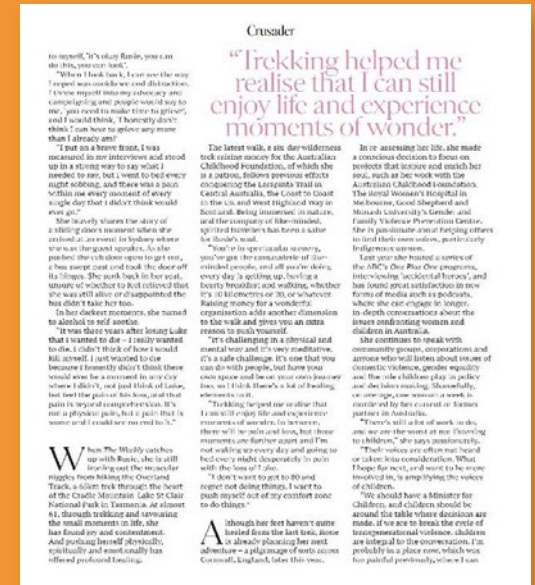 Crusader
"Trekking helped me
realise that I can still
enjoy life and experience
moments of wonder."
to myself, 'it's okay Rosie, you can
do this, you can look'.
"When I look back, I can see the way
I coped was avoidance and distraction.
I threw myself into my advocacy and
campaigning and people would say to
me, 'you need to make time to grieve',
and I would think, 'I honestly don't
think I can hear to grieve any more
than I already am!'
"I put on a brave front, I was
measured in my interviews and stood
up in a strong way to say what I
needed to say, but I went to bed every
night sobbing, and there was a pain
within me every moment of every
single day that I didn't think would
ever go."
She bravely shares the story of
a sliding doors moment when she
arrived at an event in Sydney where
she was the guest speaker. As she
pushed the cab door open to get out,
a bus swept past and took the door off
its hinges. She sunk back in her seat,
unsure of whether to feel relieved that
she was still alive or disappointed the
bus didn't take her too.
In her darkest moments, she turned
to alcohol to self soothe.
"It was three years after losing Luke
that I wanted to die – I really wanted
to die. I didn't think of how I would
kill myself. I just wanted to die
because I honestly didn't think there
would ever be a moment in any day
where I didn't, not just think of Luke,
but feel the pain of his loss, and that
pain is beyond comprehension. It's
not a physical pain, but a pain that is
worse and I could see no end to it."
When The Weekly catches
up with Rosie, she is still
ironing out the muscular
niggles from hiking the Overland
Track, a 65km trek through the heart
of the Cradle Mountain-Lake St Clair
National Park in Tasmania. At almost
61, through trekking and savouring
the small moments in life, she
has found joy and contentment.
And pushing herself physically,
spiritually and emotionally has
offered profound healing.
The latest walk, a six-day wilderness
trek raising money for the Australian
Childhood Foundation, of which she
is a patron, follows previous efforts
conquering the Larapinta Trail in
Central Australia, the Coast to Coast
in the UK and West Highland Way in
Scotland. Being immersed in nature,
and the company of like-minded,
spirited travellers has been a salve
for Rosie's soul.
"You're in spectacular scenery,
you've got the camaraderie of like-
minded people, and all you're doing
every day is getting up, having a
hearty breakfast and walking, whether
it's 10 kilometres or 20, or whatever.
Raising money for a wonderful
organisation adds another dimension
to the walk and gives you an extra
reason to push yourself.
"It's challenging in a physical and
mental way and it's very meditative.
It's a safe challenge. It's one that you
can do with people, but have your
own space and be on your own journey
too, so I think there's a lot of healing
elements to it.
"Trekking helped me realise that
I can still enjoy life and experience
moments of wonder. In between,
there will be pain and loss, but those
moments are further apart and I'm
not waking up every day and going to
bed every night desperately in pain
with the loss of Luke.
"I don't want to get to 80 and
regret not doing things. I want to
push myself out of my comfort zone
to do things."
Although her feet haven't quite
healed from the last trek, Rosie
is already planning her next
adventure – a pilgrimage of sorts across
Cornwall, England, later this year.
In re-assessing her life, she made
a conscious decision to focus on
projects that inspire and enrich her
soul, such as her work with the
Australian Childhood Foundation,
The Royal Women's Hospital in
Melbourne, Good Shepherd and
Monash University's Gender and
Family Violence Prevention Centre.
She is passionate about helping others
to find their own voices, particularly
Indigenous women.
Last year she hosted a series of
the ABC's One Plus One programs,
interviewing 'accidental heroes', and
has found great satisfaction in new
forms of media such as podcasts,
where she can engage in longer,
in-depth conversations about the
issues confronting women and
children in Australia.
She continues to speak with
community groups, corporations and
anyone who will listen about issues of
domestic violence, gender equality
and the role children play in policy
and decision making. Shamefully,
on average, one woman a week is
murdered by her current or former
partner in Australia.
"There's still a lot of work to do,
and we are the worst at not listening
to children," she says passionately.
"Their voices are often not heard
or taken into consideration. What
I hope for next, and want to be more
involved in, is amplifying the voices
of children.
"We should have a Minister for
Children, and children should be
around the table where decisions are
made. If we are to break the cycle of
transgenerational violence, children
are integral to the conversation. I'm
probably in a place now, which was
too painful previously, where I can